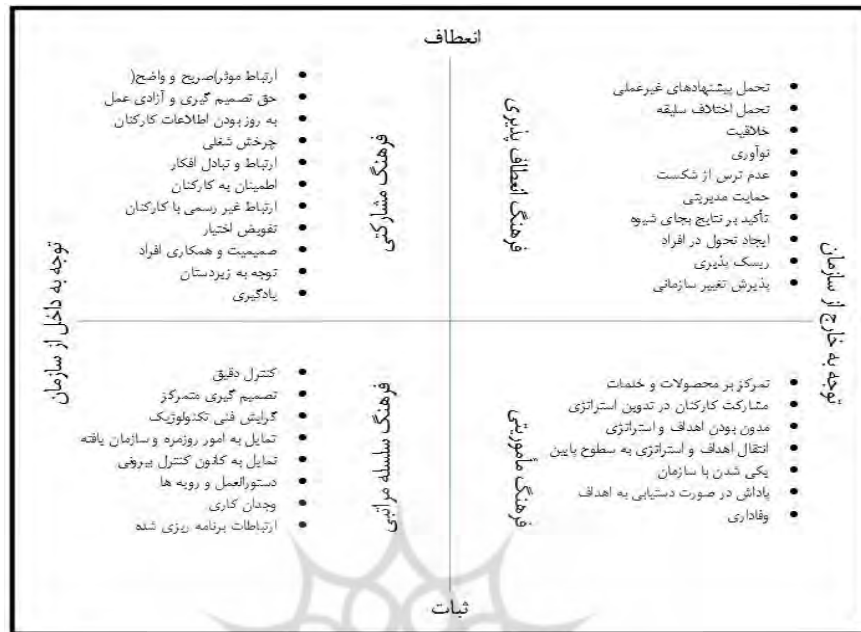 انعطاف
توجه به خارج از سازمان
فرهنگ انعطاف پذیری
• تحمل پیشنهادهای غیرعملی
• تحمل اختلاف سلیقه
• خلاقیت
• نوآوری
• عدم ترس از شکست
• حمایت مدیریتی
• تأکید بر نتایج بجای شیوه
• ایجاد تحول در افراد
• ریسک پذیری
• پذیرش تغییر سازمانی
فرهنگ مشارکتی
• ارتباط موثر)صریح و واضح(
• حق تصمیم گیری و آزادی عمل
• به روز بودن اطلاعات کارکنان
• چرخش شغلی
• ارتباط و تبادل افکار
• اطمینان به کارکنان
• ارتباط غیر رسمی با کارکنان
• تفویض اختیار
• صمیمیت و همکاری افراد
• توجه به زیردستان
• یادگیری
توجه به داخل از سازمان
فرهنگ مأموریتی
• تمرکز بر محصولات و خدمات
• مشارکت کارکنان در تدوین استراتژی
• مدون بودن اهداف و استراتژی
• انتقال اهداف و استراتژی به سطوح پایین
• یکی شدن با سازمان
• پاداش در صورت دستیابی به اهداف
• وفاداری
فرهنگ سلسله مراتبی
• کنترل دقیق
• تصمیم گیری متمرکز
• گرایش فنی تکنولوژیک
• تمایل به امور روزمره و سازمان یافته
• تمایل به کانون کنترل بیرونی
• دستورالعمل و رویه ها
• وجدان کاری
• ارتباطات برنامه ریزی شده
ثبات